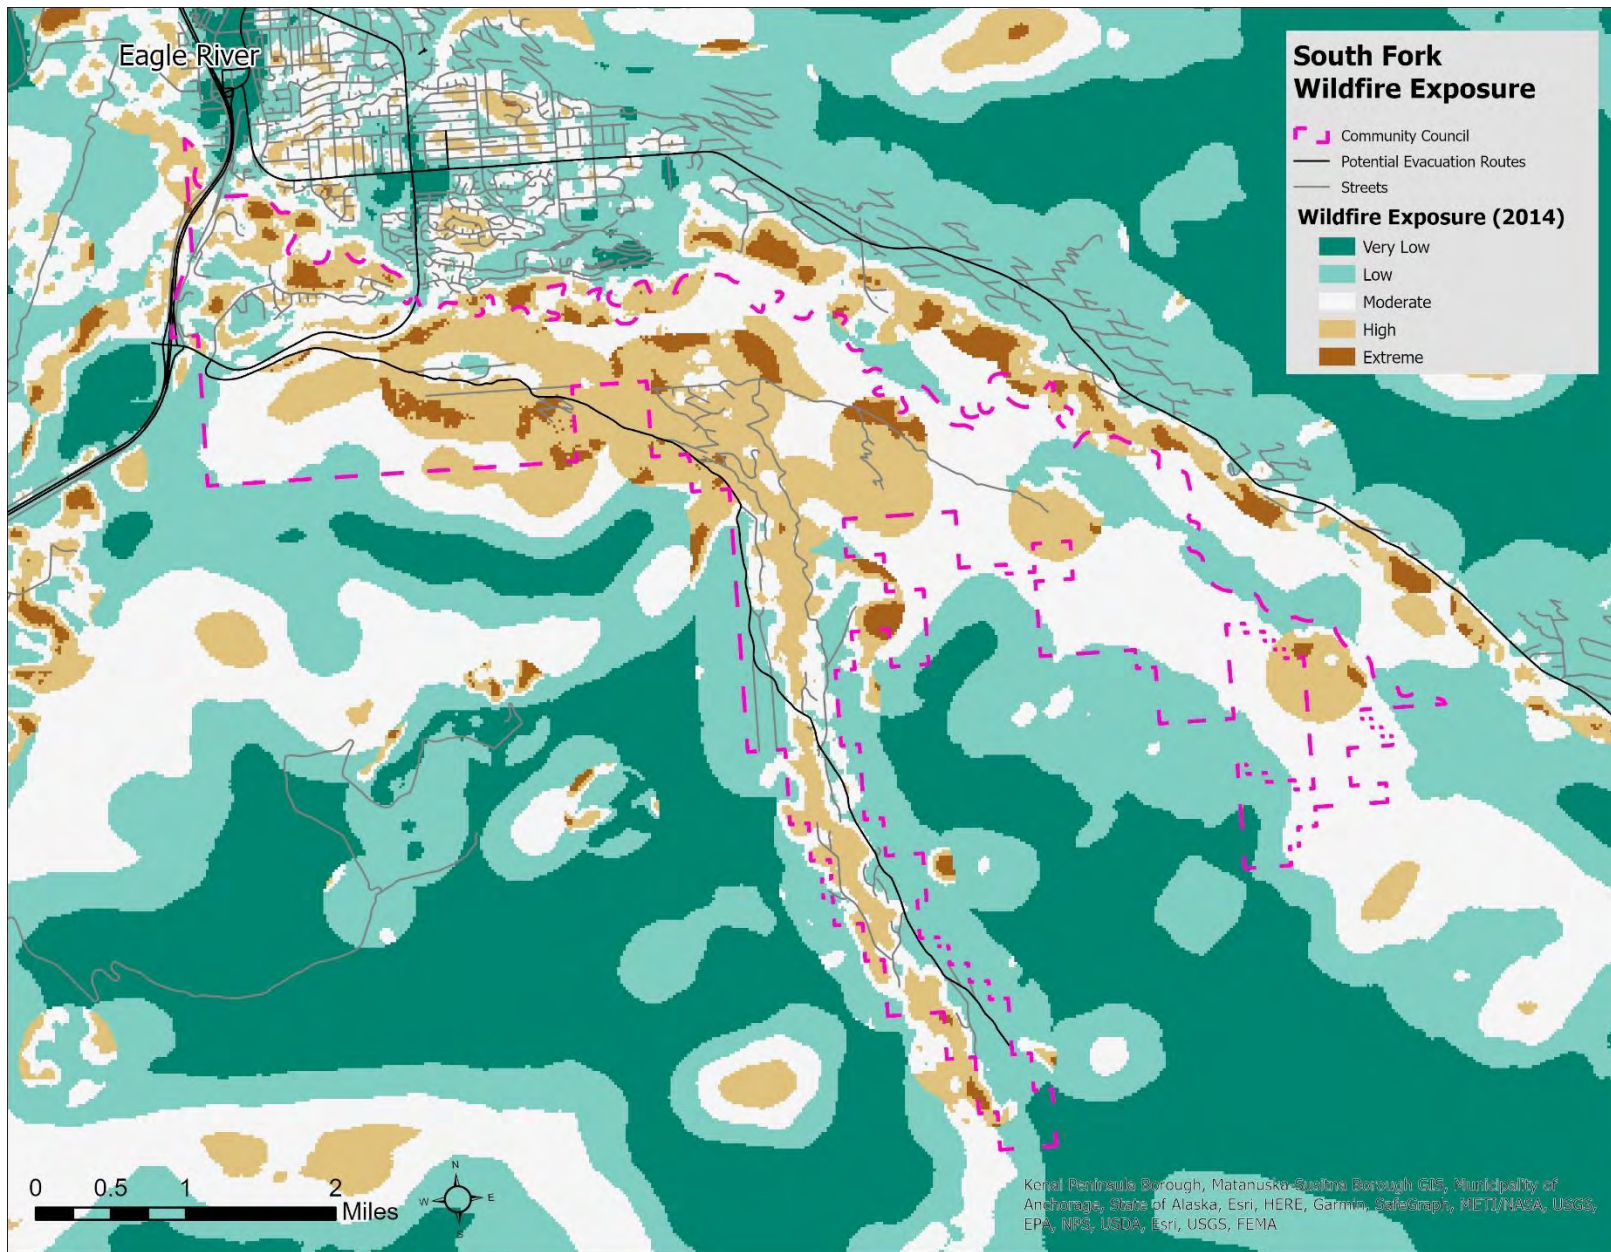 Eagle River
South Fork
Wildfire Exposure
Community Council
Potential Evacuation Routes
Streets
Wildfire Exposure (2014)
Very Low
Low
Moderate
High
Extreme
0 0.5 1 2
Miles
N
W E
S
Kenai Peninsula Borough, Matanuska-Susitna Borough GIS, Municipality of
Anchorage, State of Alaska, Esri, HERE, Garmin, SafeGraph, METI/NASA, USGS,
EPA, NPS, USDA, Esri, USGS, FEMA